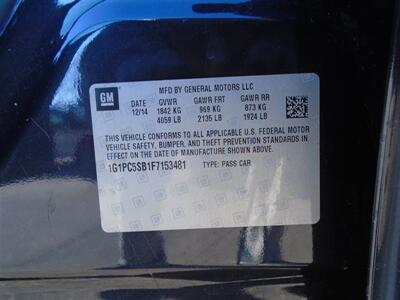 MFD BY GENERAL MOTORS LLC
GM
DATE GVWR GAWR FRT GAWR RR
12/14 1842 KG 969 KG 873 KG
4059 LB 2135 LB 1924 LB
THIS VEHICLE CONFORMS TO ALL APPLICABLE U.S. FEDERAL MOTOR
VEHICLE SAFETY, BUMPER, AND THEFT PREVENTION STANDARDS IN
EFFECT ON THE DATE OF MANUFACTURE SHOWN ABOVE.
1G1PC5SB1F7153481 TYPE: PASS CAR